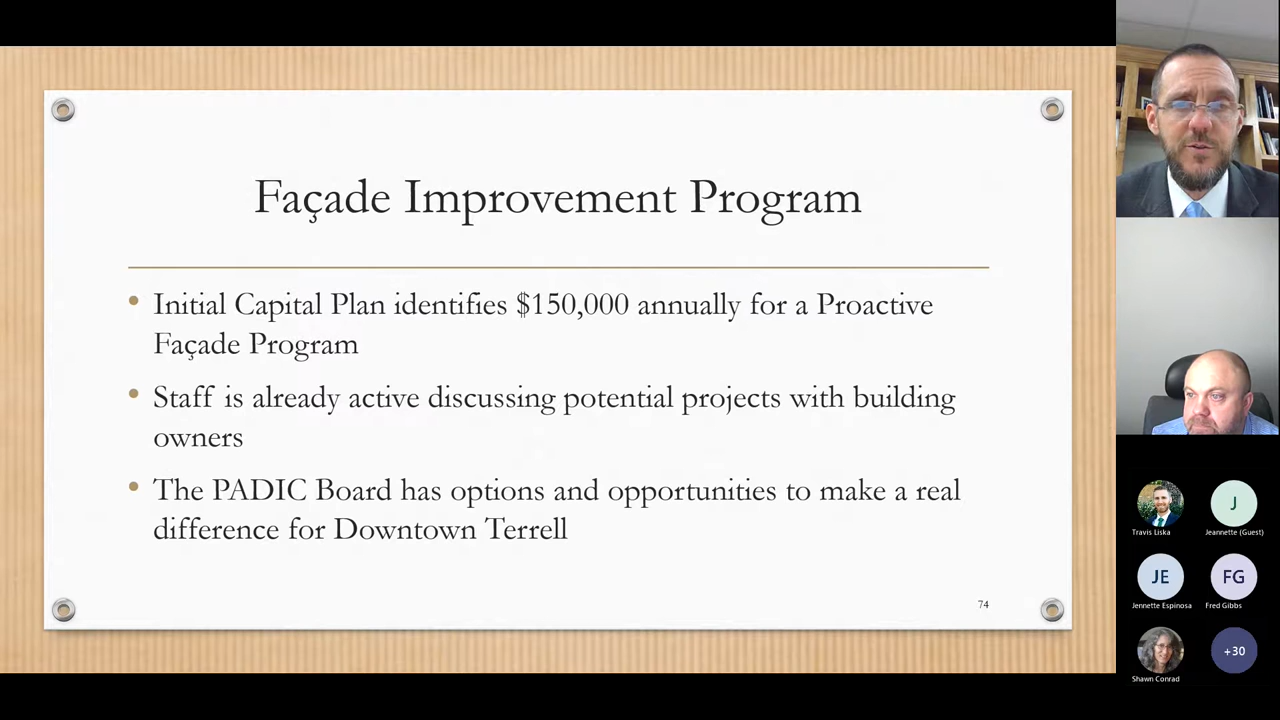 Façade Improvement Program
• Initial Capital Plan identifies $150,000 annually for a Proactive
Façade Program
• Staff is already active discussing potential projects with building
owners
• The PADIC Board has options and opportunities to make a real
difference for Downtown Terrell
74
Travis Liska
J
Jeannette (Guest)
JE
Jennette Espinosa
FG
Fred Gibbs
Shawn Conrad
+30